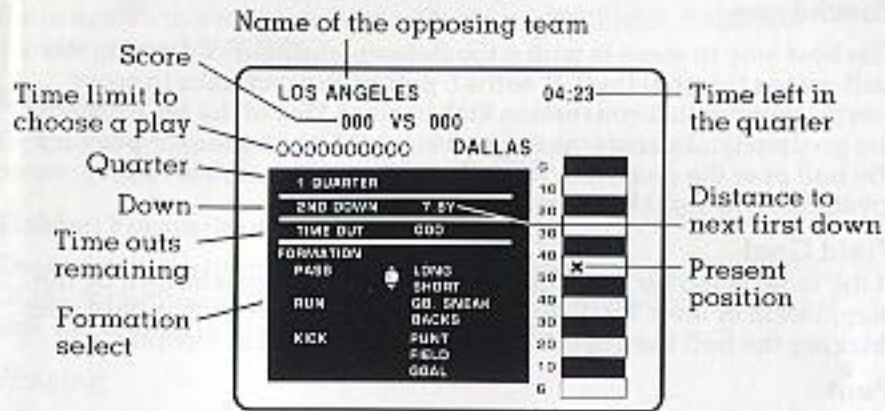 Name of the opposing team
Score
Time limit to
choose a play
Quarter
Down
Time outs
remaining
Formation
select
LOS ANGELES 04:23
000 VS 000
OOOOOOOOOO DALLAS
1 QUARTER
2ND DOWN 7.5Y
TIME OUT 000
FORMATION
PASS LONG
SHORT
RUN QB. SNEAK
BACKS
KICK PUNT
FIELD
GOAL
G
10
20
30
40
50 x
40
30
20
10
G
Time left in
the quarter
Distance to
next first down
Present
position